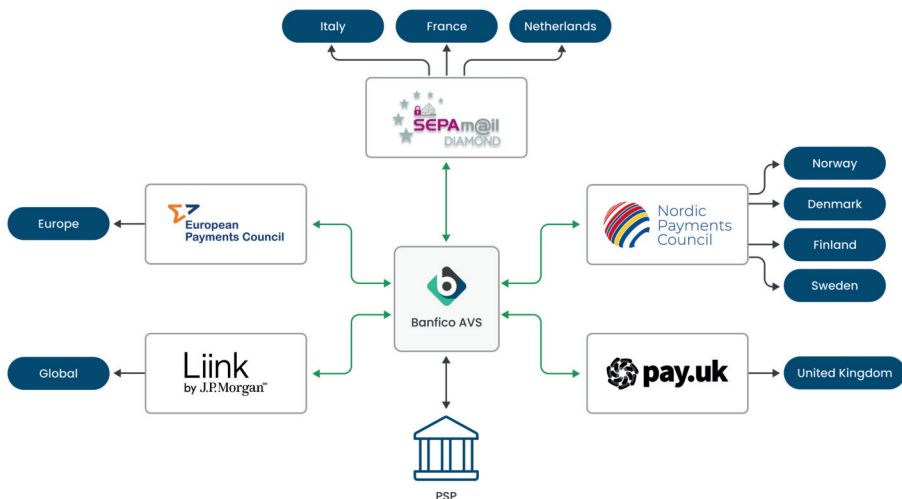 Italy
France
Netherlands
SEPAm@il
DIAMOND
Norway
Denmark
Finland
Sweden
Europe
European
Payments Council
Nordic
Payments
Council
b
Banfico AVS
Global
Liink
by J.P.Morgan℠
pay.uk
United Kingdom
PSP